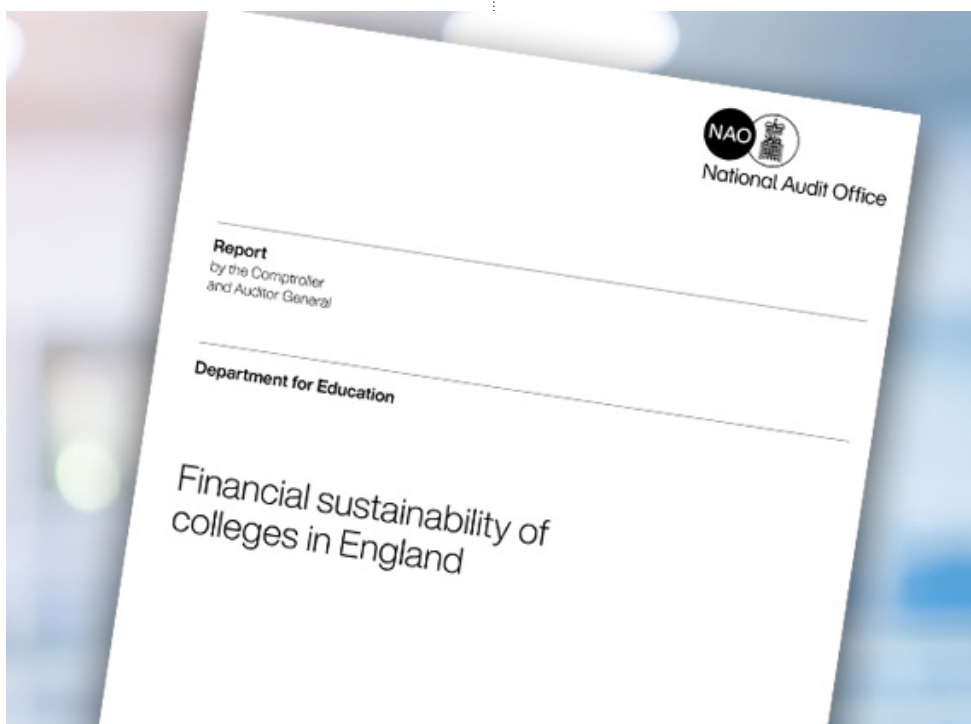 NAO
National Audit Office
Report
by the Comptroller
and Auditor General
Department for Education
Financial sustainability of
colleges in England